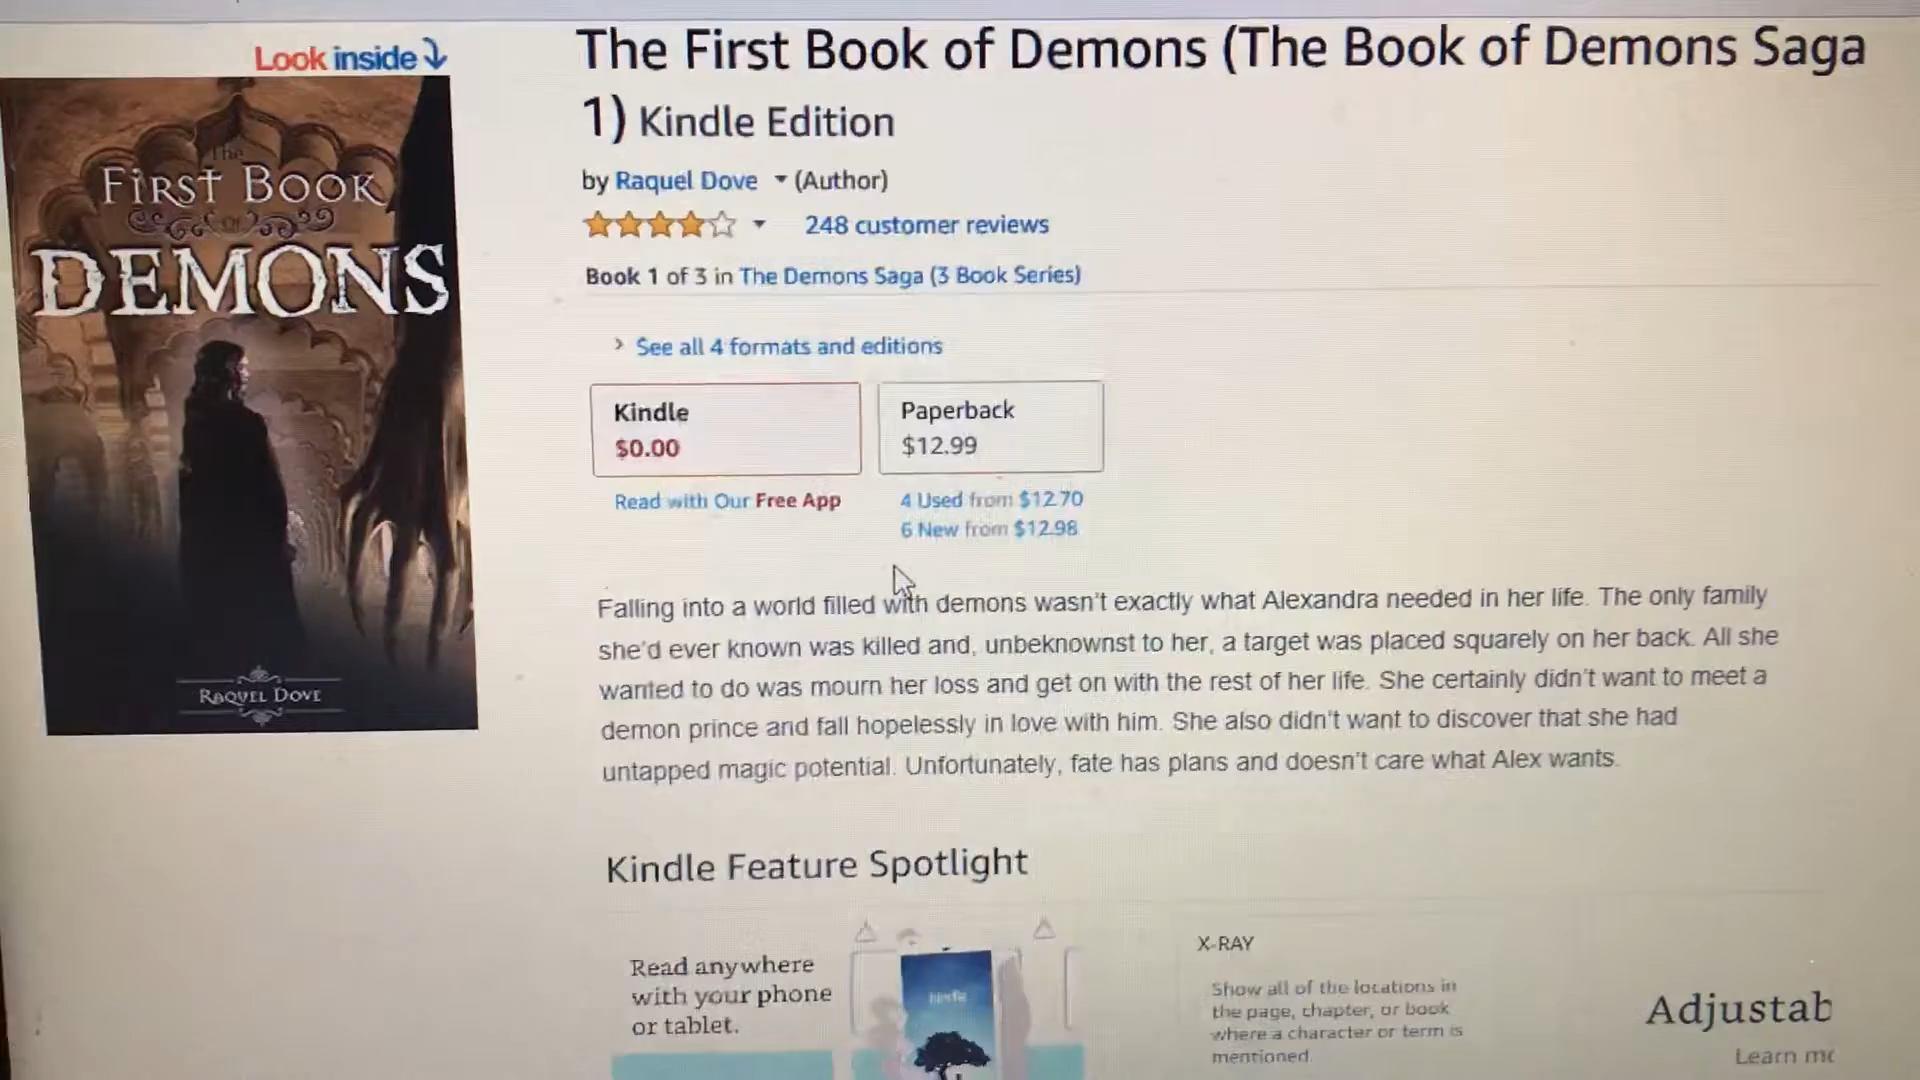 Look inside
The First Book of Demons (The Book of Demons Saga
1) Kindle Edition
by Raquel Dove (Author)
248 customer reviews
Book 1 of 3 in The Demons Saga (3 Book Series)
The
FIRST BOOK
OF
DEMONS
RAQUEL DOVE
› See all 4 formats and editions
Kindle
$0.00
Paperback
$12.99
Read with Our Free App
4 Used from $12.70
6 New from $12.98
Falling into a world filled with demons wasn't exactly what Alexandra needed in her life. The only family
she'd ever known was killed and, unbeknownst to her, a target was placed squarely on her back. All she
wanted to do was mourn her loss and get on with the rest of her life. She certainly didn't want to meet a
demon prince and fall hopelessly in love with him. She also didn't want to discover that she had
untapped magic potential. Unfortunately, fate has plans and doesn't care what Alex wants.
Kindle Feature Spotlight
Read anywhere
with your phone
or tablet.
kindle
X-RAY
Show all of the locations in
the page, chapter, or book
where a character or term is
mentioned.
Adjustab
Learn mo